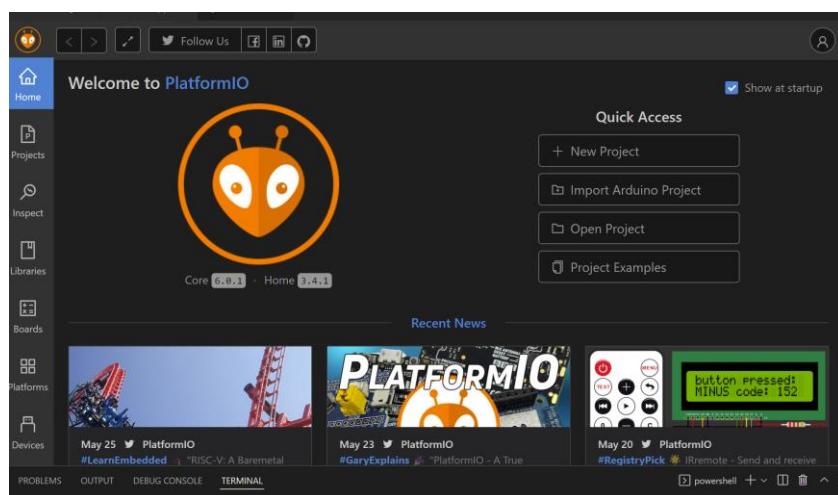 Follow Us
Home
Projects
Inspect
Libraries
Boards
Platforms
Devices
Welcome to PlatformIO
Show at startup
Quick Access
New Project
Import Arduino Project
Open Project
Project Examples
Core 6.0.1 · Home 3.4.1
Recent News
PLATFORMIO
TEST
MENU
button pressed:
MINUS code: 152
May 25 PlatformIO
#LearnEmbedded "RISC-V: A Baremetal
May 23 PlatformIO
#GaryExplains "PlatformIO - A True
May 20 PlatformIO
#RegistryPick IRremote - Send and receive
PROBLEMS OUTPUT DEBUG CONSOLE TERMINAL
powershell